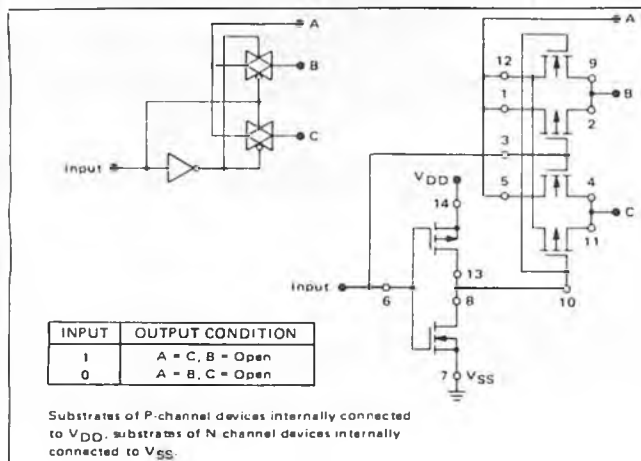 A
B
C
Input
A
12
9
1
B
2
3
VDD
5
4
C
14
11
13
Input
6
8
10
7
VSS
INPUT OUTPUT CONDITION
1 A = C, B = Open
0 A = B, C = Open
Substrates of P-channel devices internally connected
to VDD, substrates of N-channel devices internally
connected to VSS.